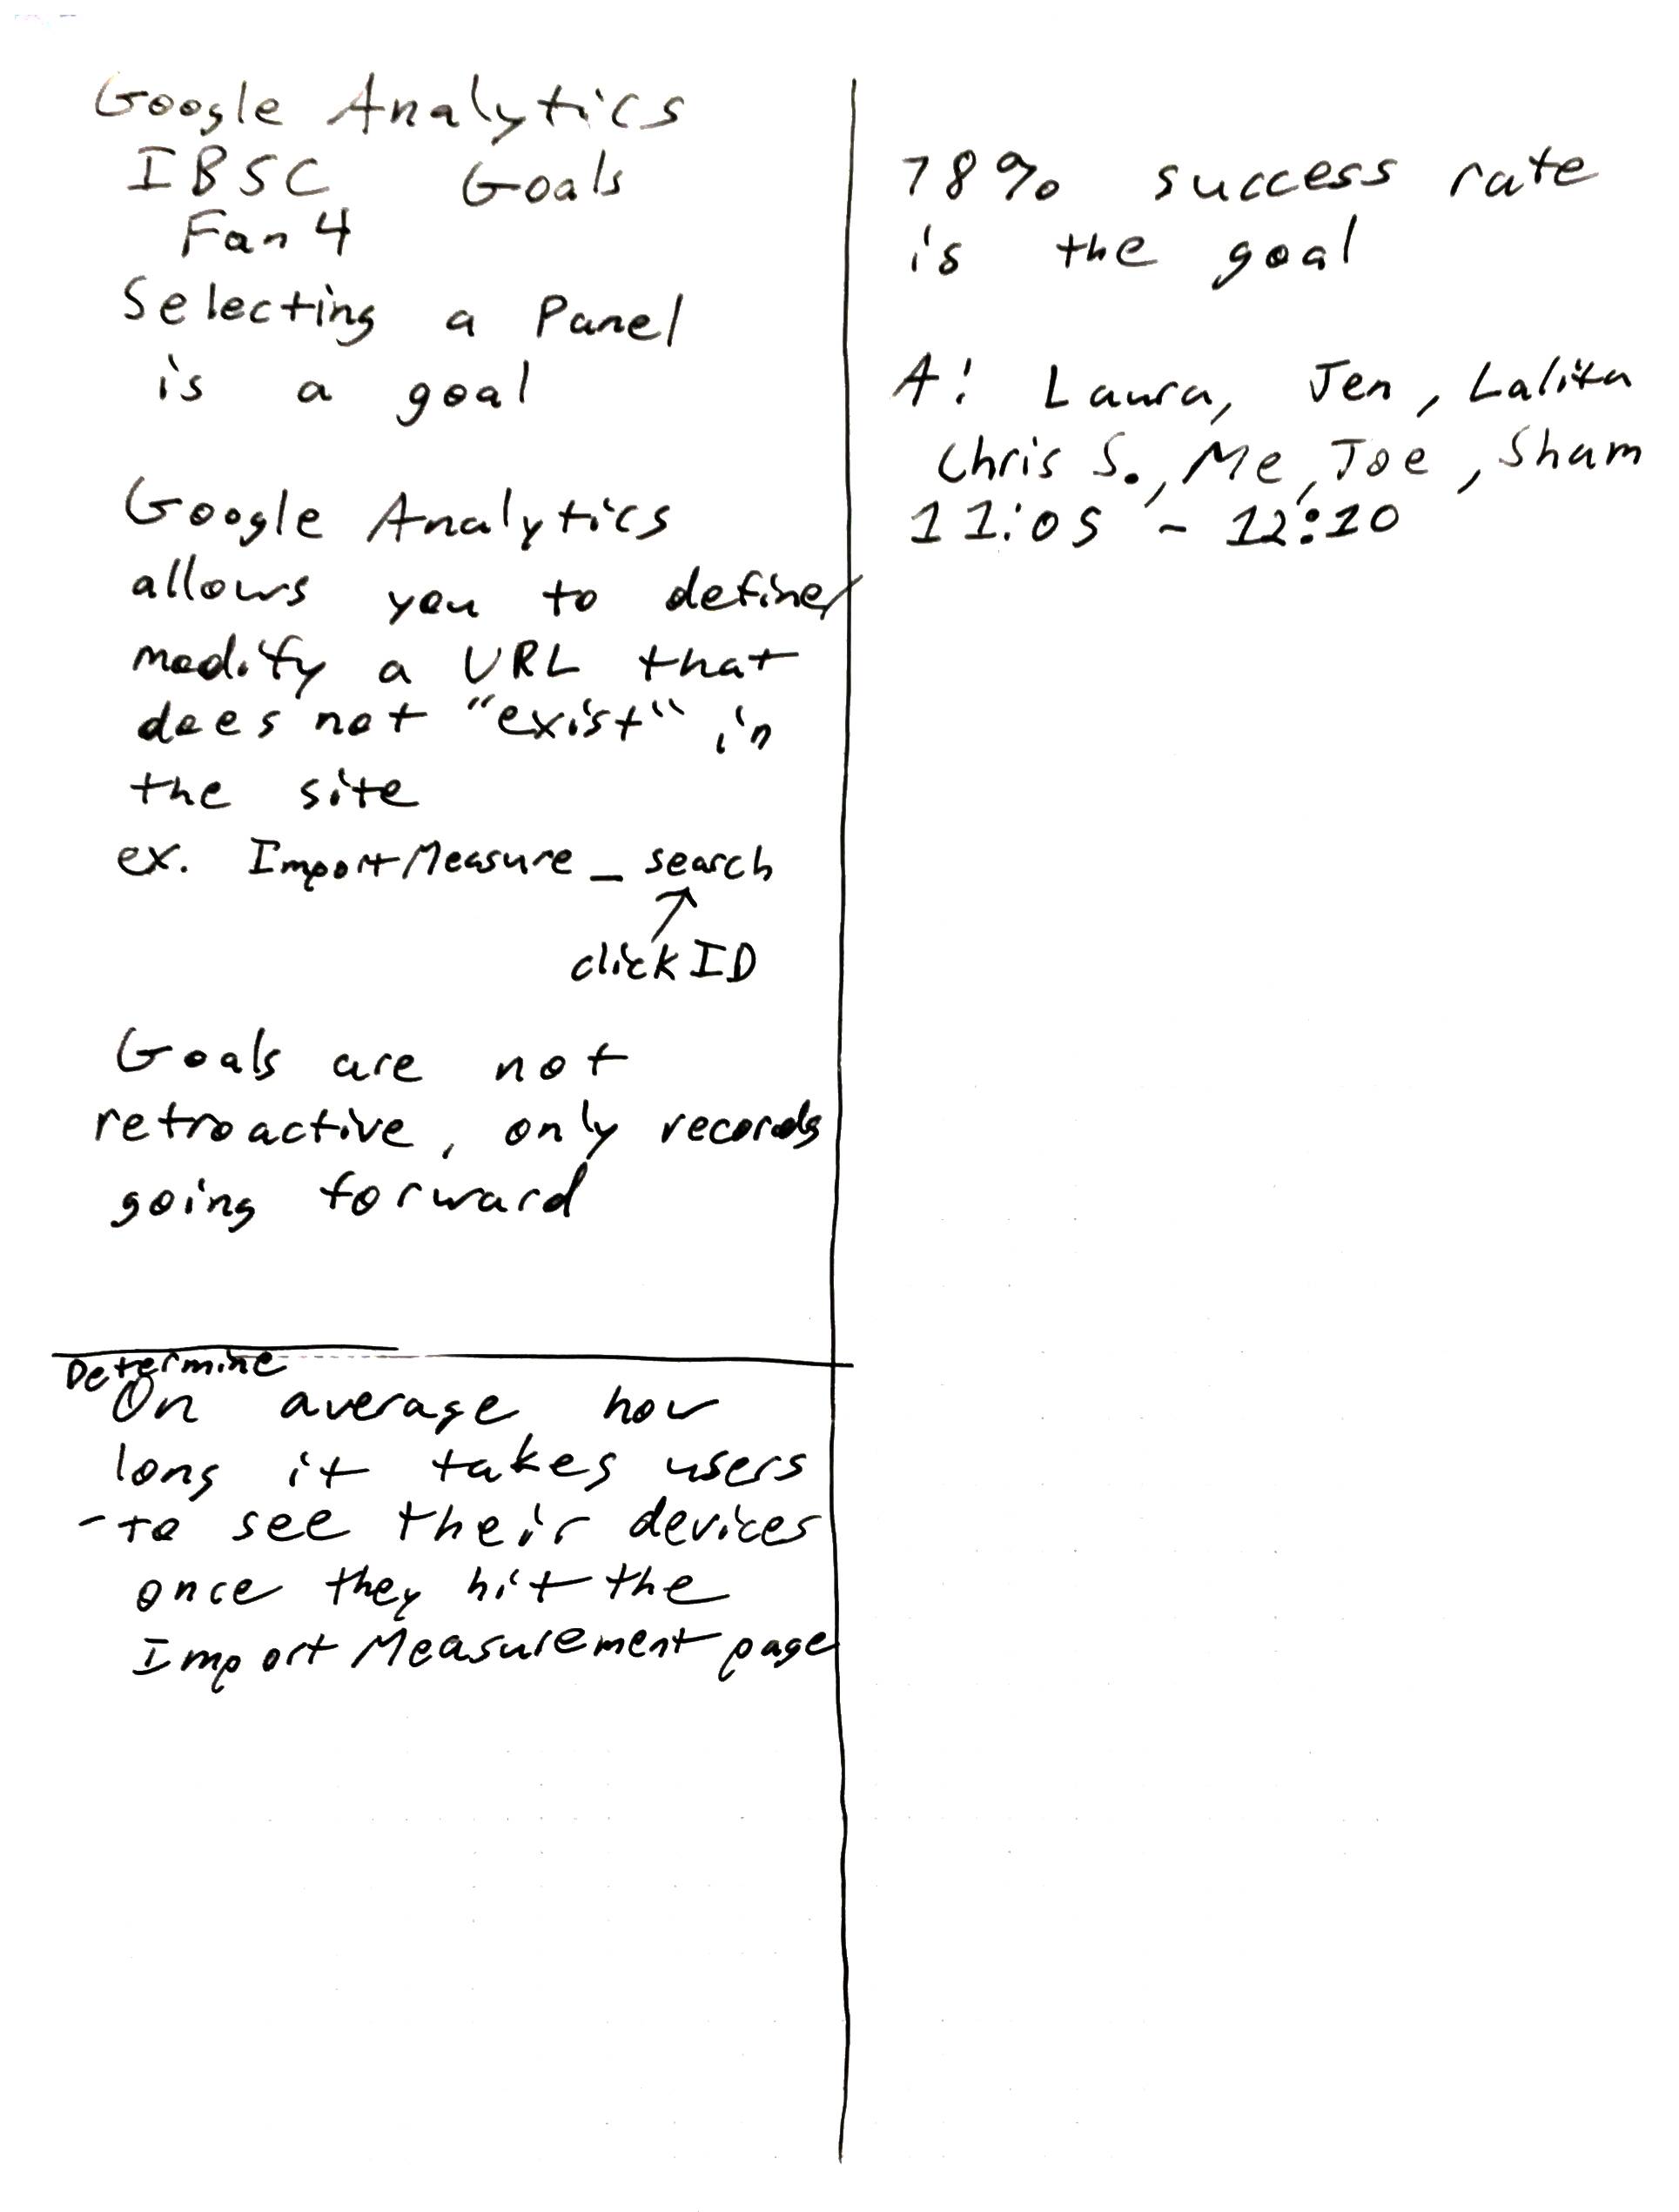 Google Analytics
IBSC Goals
Fan 4
Selecting a Panel
is a goal
Google Analytics
allows you to define/
modify a URL that
does not "exist" in
the site
ex. ImportMeasure_search
clickID
Goals are not
retroactive, only records
going forward
Determine
On average how
long it takes users
- to see their devices
once they hit the
Import Measurement page
78% success rate
is the goal
A: Laura, Jen, Lalita
Chris S., Me, Joe, Sham
11:05 - 12:10